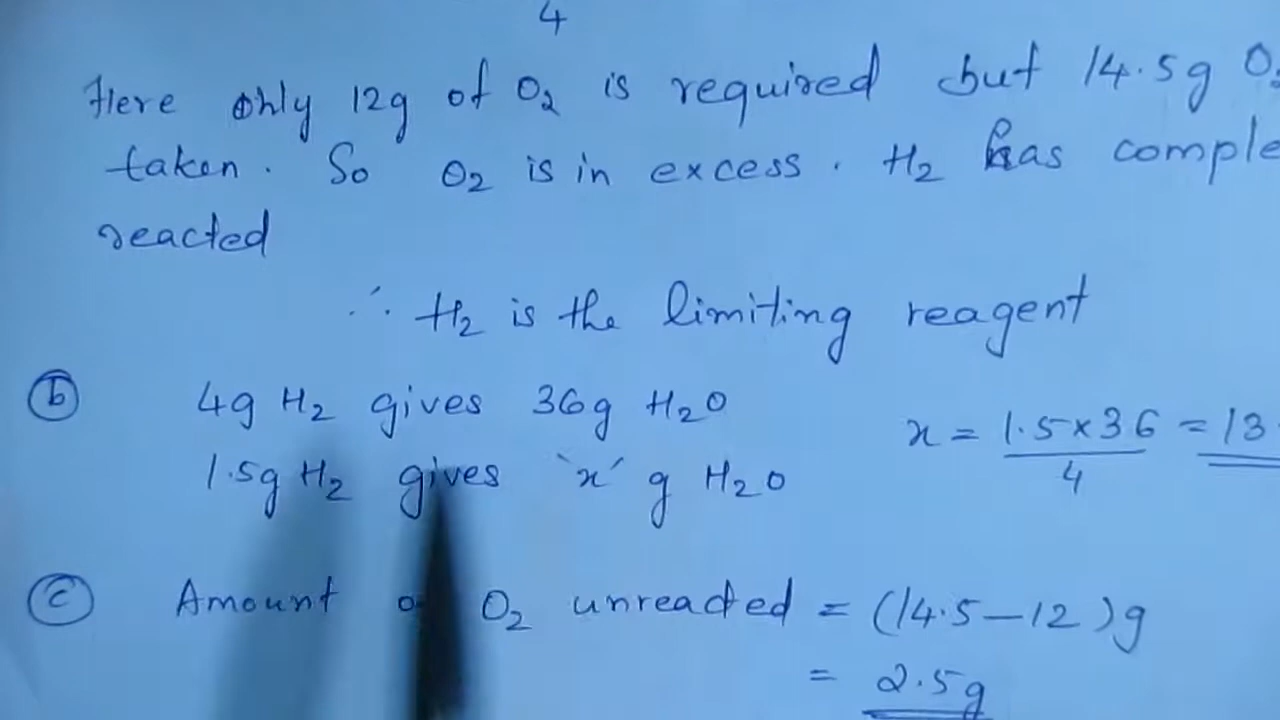 4
Here only 12g of O₂ is required but 14.5g O₂
taken. So O₂ is in excess. H₂ has comple
reacted
∴ H₂ is the limiting reagent
(b) 4g H₂ gives 36g H₂O x = 1.5×36/4 = 13
1.5g H₂ gives 'x' g H₂O
(c) Amount O₂ unreacted = (14.5−12)g
= 2.5g